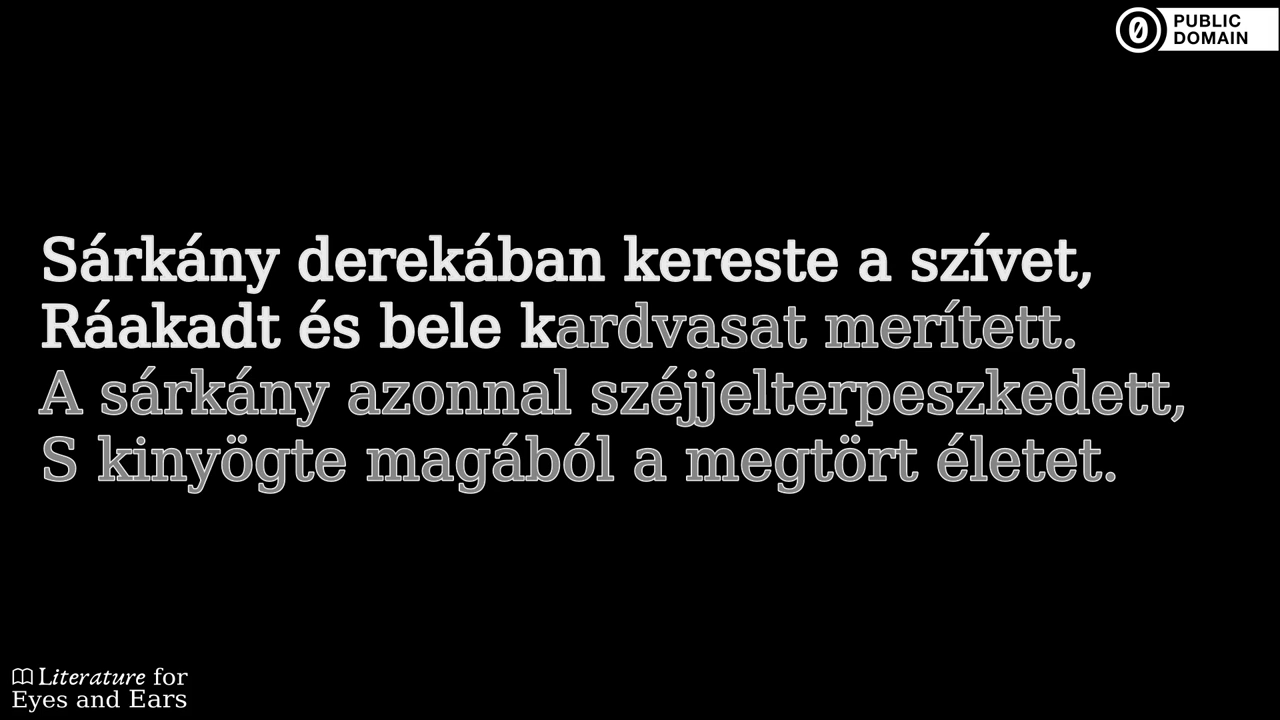 PUBLIC
DOMAIN
Sárkány derekában kereste a szívet,
Ráakadt és bele kardvasat merített.
A sárkány azonnal széjjelterpeszkedett,
S kinyögte magából a megtört életet.
Literature for
Eyes and Ears